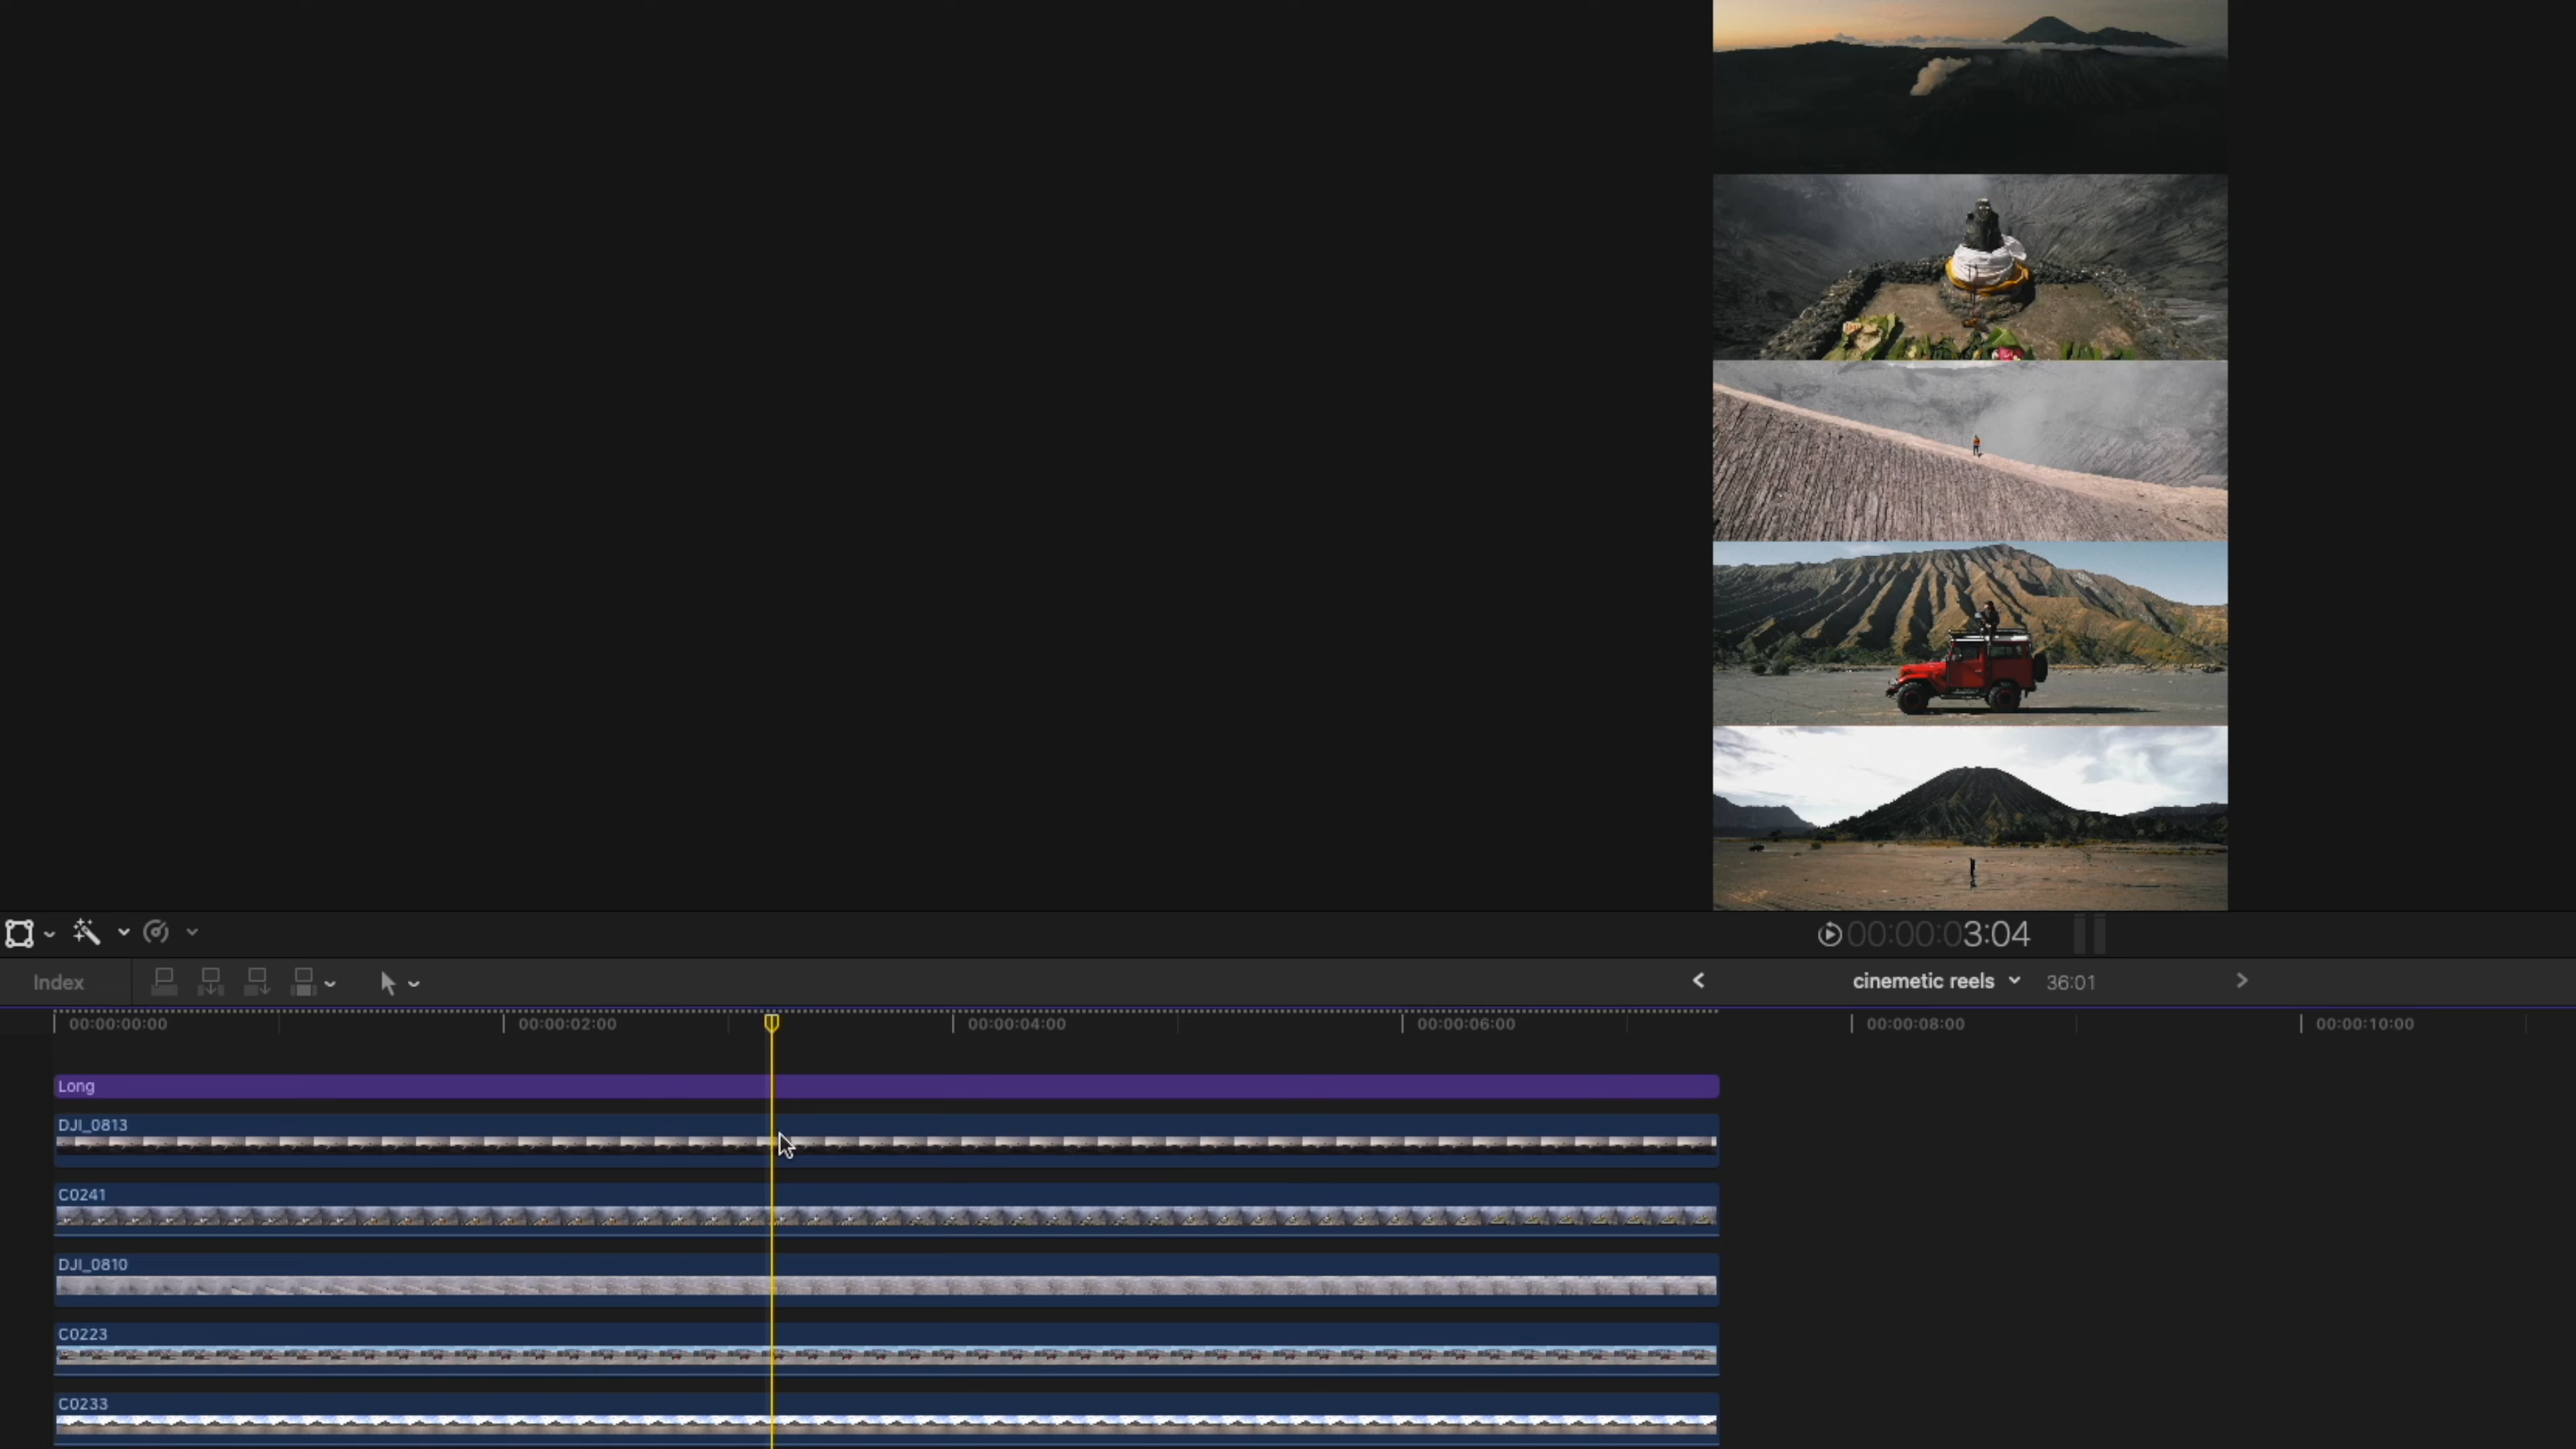 00:00:03:04
Index
cinemetic reels
36:01
00:00:00:00
00:00:02:00
00:00:04:00
00:00:06:00
00:00:08:00
00:00:10:00
Long
DJI_0813
C0241
DJI_0810
C0223
C0233